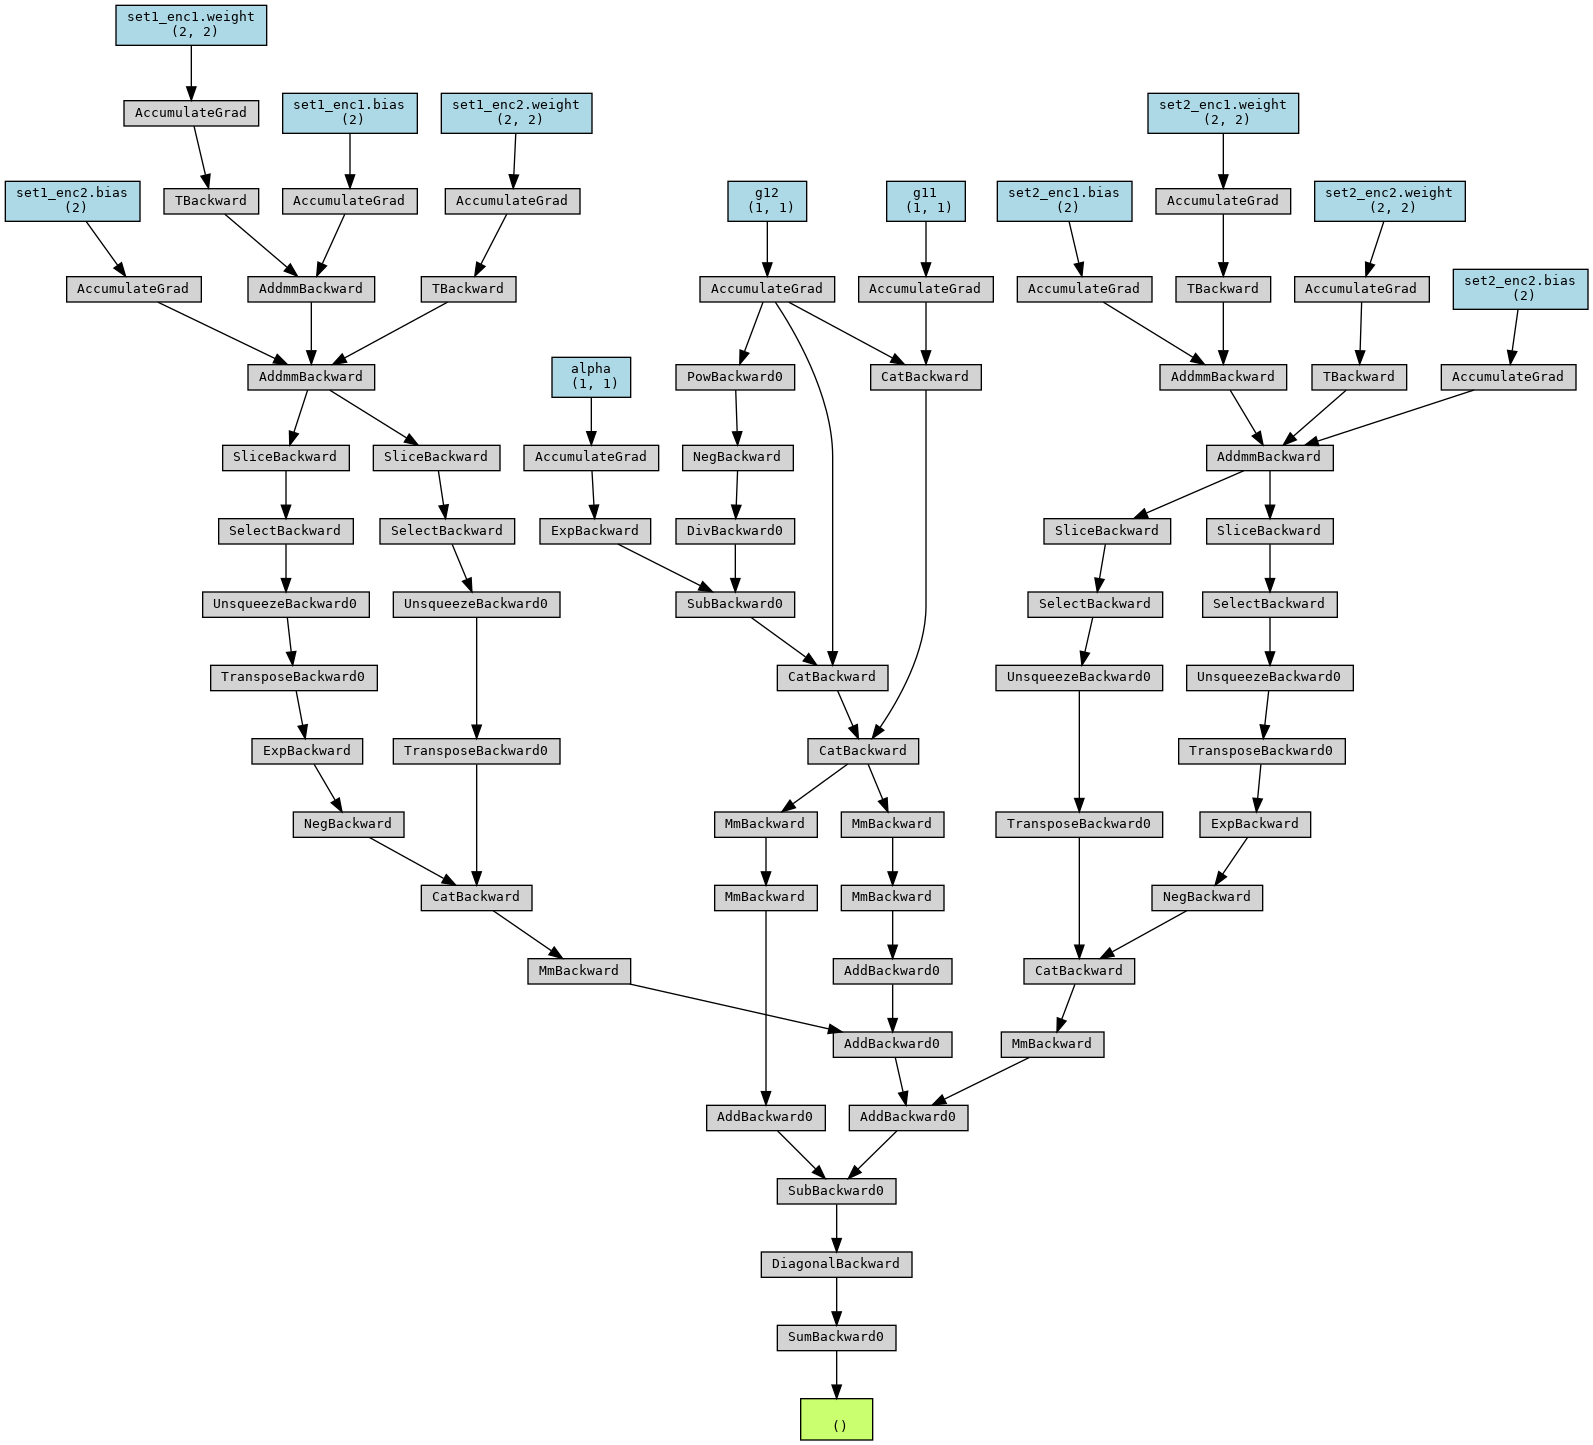 set1_enc1.weight
(2, 2)
AccumulateGrad
set1_enc1.bias
(2)
set1_enc2.weight
(2, 2)
set2_enc1.weight
(2, 2)
set1_enc2.bias
(2)
TBackward
AccumulateGrad
AccumulateGrad
g12
(1, 1)
g11
(1, 1)
set2_enc1.bias
(2)
AccumulateGrad
set2_enc2.weight
(2, 2)
AccumulateGrad
AddmmBackward
TBackward
AccumulateGrad
AccumulateGrad
AccumulateGrad
TBackward
AccumulateGrad
set2_enc2.bias
(2)
AddmmBackward
alpha
(1, 1)
PowBackward0
CatBackward
AddmmBackward
TBackward
AccumulateGrad
SliceBackward
SliceBackward
AccumulateGrad
NegBackward
AddmmBackward
SelectBackward
SelectBackward
ExpBackward
DivBackward0
SliceBackward
SliceBackward
UnsqueezeBackward0
UnsqueezeBackward0
SubBackward0
SelectBackward
SelectBackward
TransposeBackward0
CatBackward
UnsqueezeBackward0
UnsqueezeBackward0
ExpBackward
TransposeBackward0
CatBackward
TransposeBackward0
NegBackward
MmBackward
MmBackward
TransposeBackward0
ExpBackward
CatBackward
MmBackward
MmBackward
NegBackward
MmBackward
AddBackward0
CatBackward
AddBackward0
MmBackward
AddBackward0
AddBackward0
SubBackward0
DiagonalBackward
SumBackward0
()